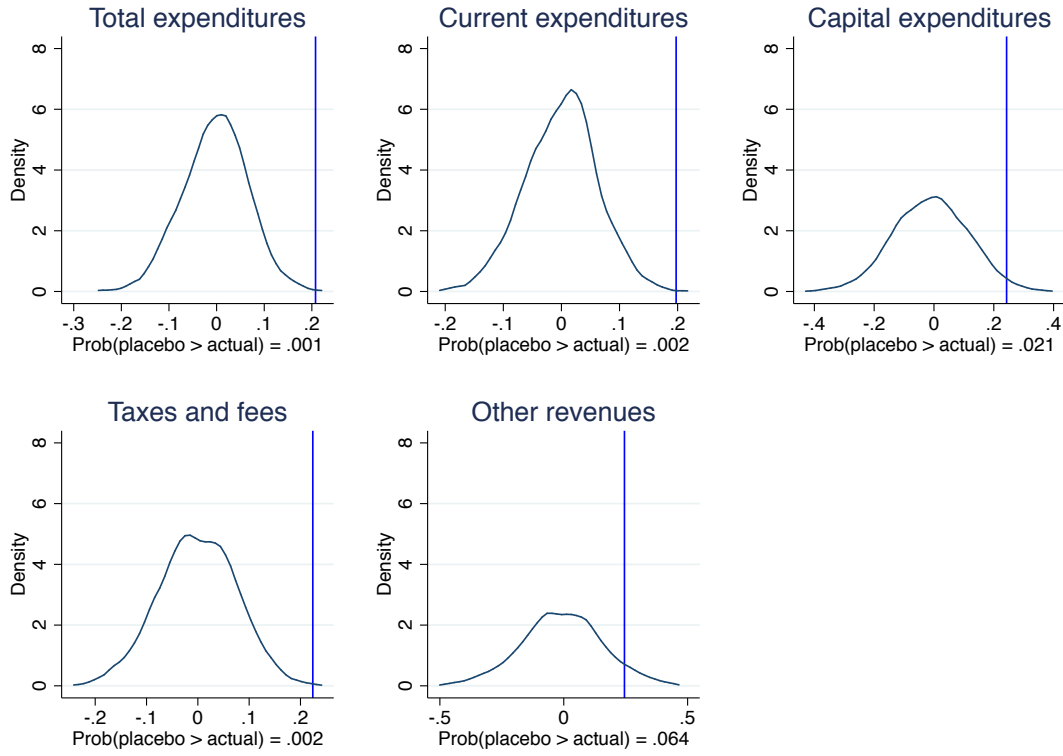 Total expenditures
Density
8
6
4
2
0
-.3 -.2 -.1 0 .1 .2
Prob(placebo > actual) = .001
Current expenditures
Density
8
6
4
2
0
-.2 -.1 0 .1 .2
Prob(placebo > actual) = .002
Capital expenditures
Density
8
6
4
2
0
-.4 -.2 0 .2 .4
Prob(placebo > actual) = .021
Taxes and fees
Density
8
6
4
2
0
-.2 -.1 0 .1 .2
Prob(placebo > actual) = .002
Other revenues
Density
8
6
4
2
0
-.5 0 .5
Prob(placebo > actual) = .064